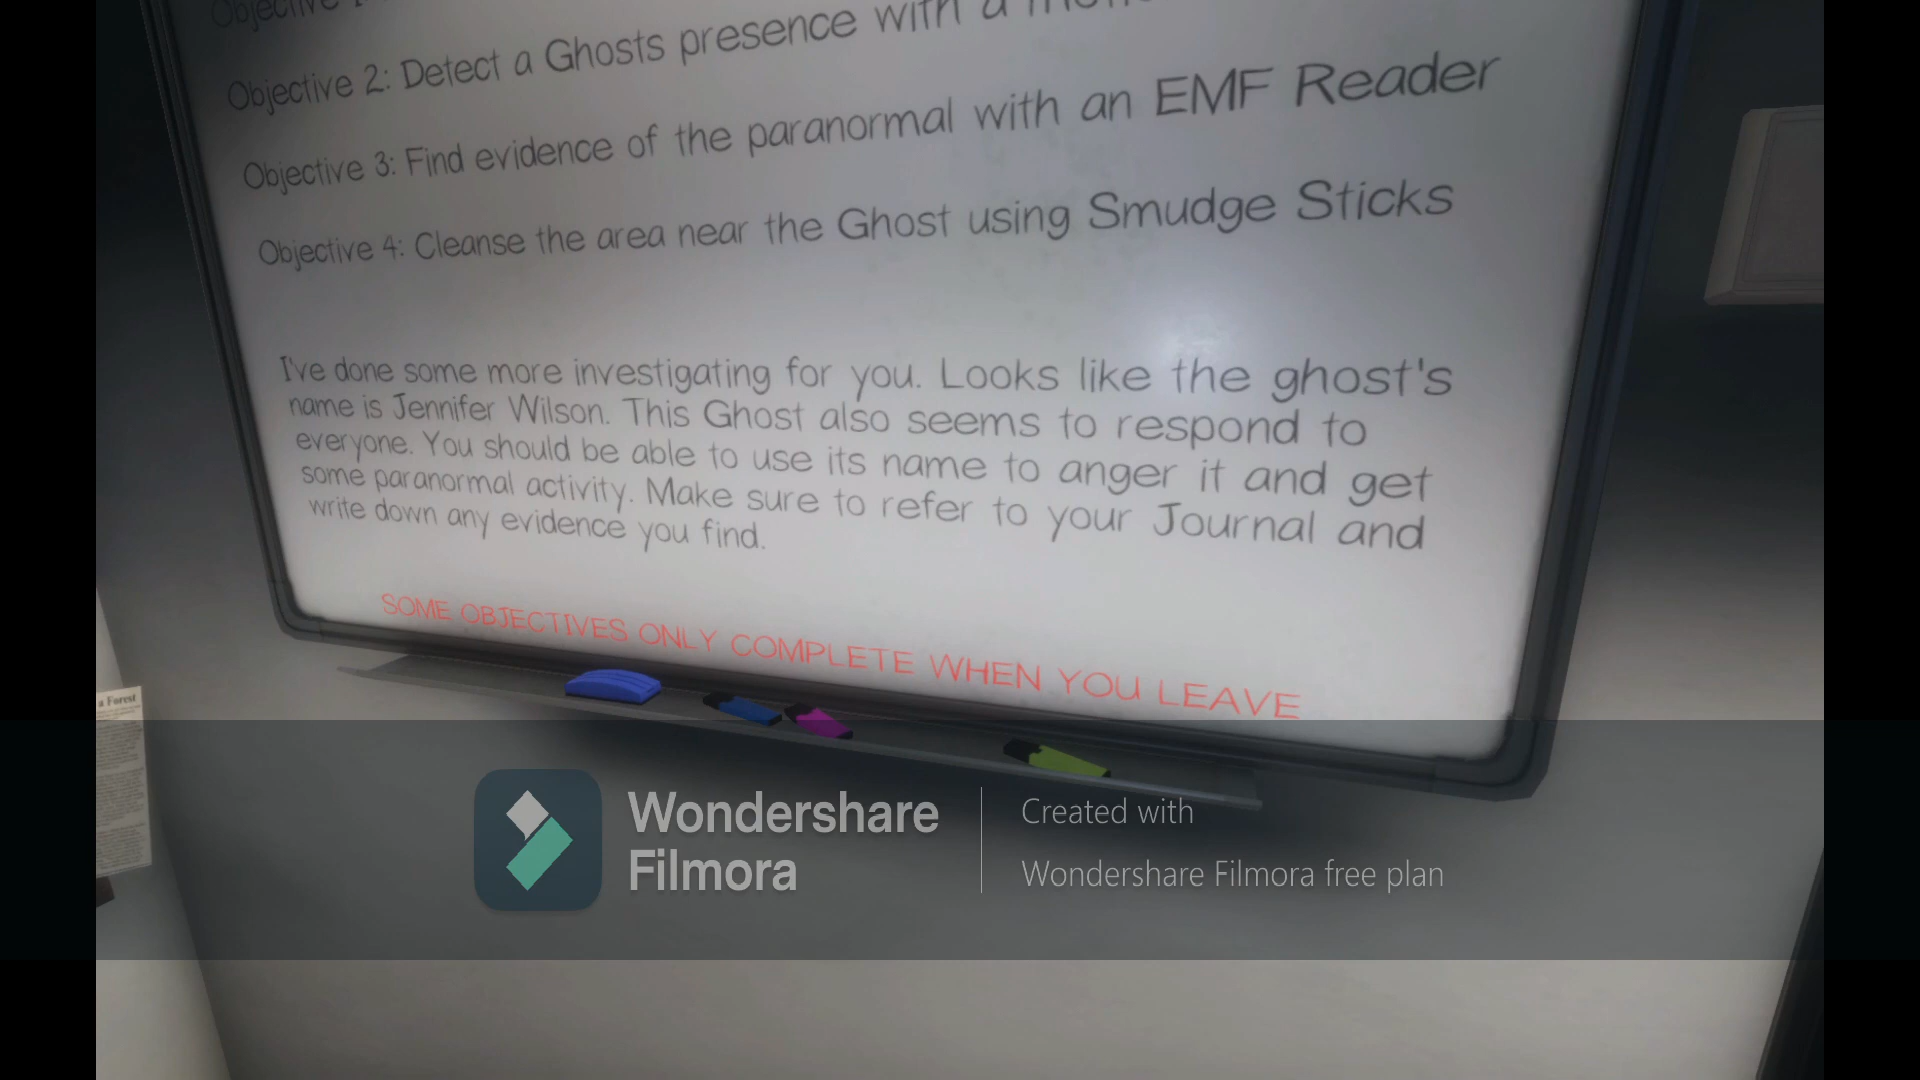 Objective
Objective 2: Detect a Ghosts presence with a
Objective 3: Find evidence of the paranormal with an EMF Reader
Objective 4: Cleanse the area near the Ghost using Smudge Sticks
I've done some more investigating for you. Looks like the ghost's
name is Jennifer Wilson. This Ghost also seems to respond to
everyone. You should be able to use its name to anger it and get
some paranormal activity. Make sure to refer to your Journal and
write down any evidence you find.
SOME OBJECTIVES ONLY COMPLETE WHEN YOU LEAVE
a Forest
Wondershare
Filmora
Created with
Wondershare Filmora free plan